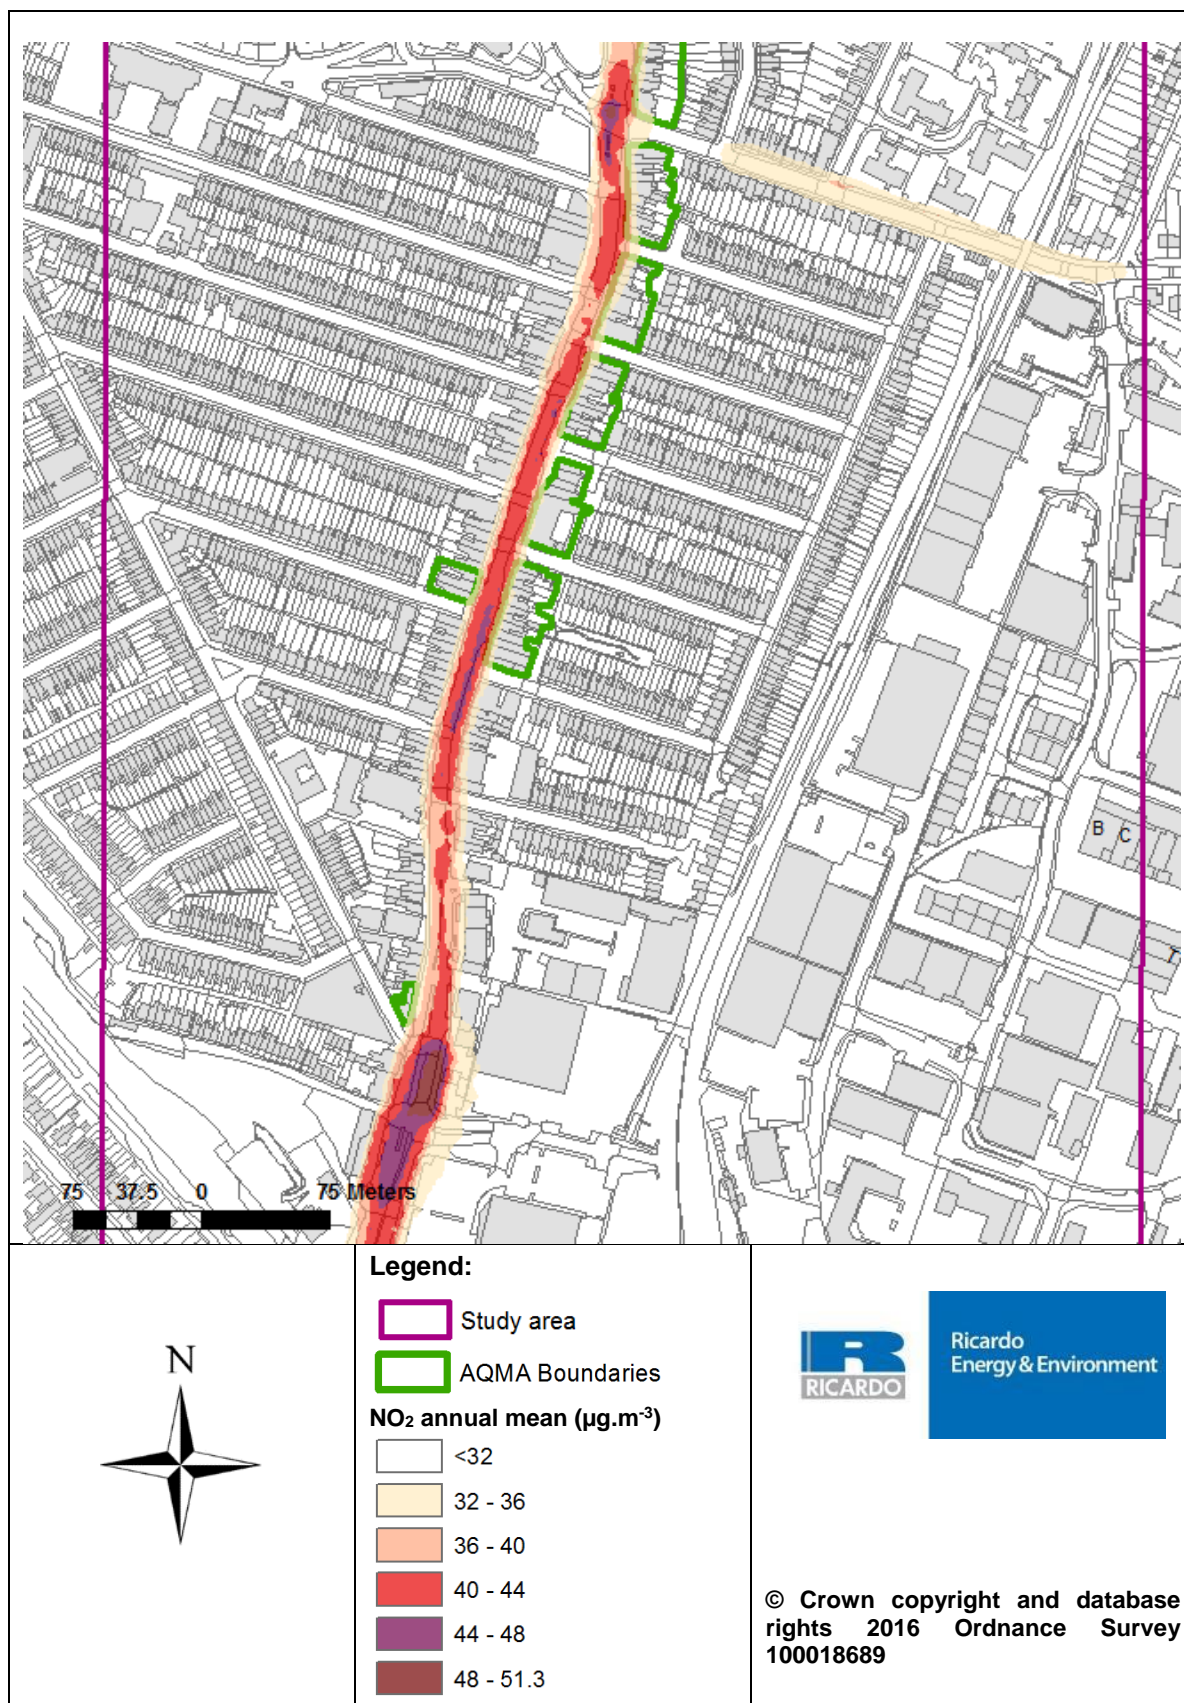 B
C
T
75 37.5 0 75 Meters
N
Legend:
Study area
AQMA Boundaries
NO₂ annual mean (µg.m⁻³)
<32
32 - 36
36 - 40
40 - 44
44 - 48
48 - 51.3
RICARDO
Ricardo
Energy & Environment
© Crown copyright and database
rights 2016 Ordnance Survey
100018689